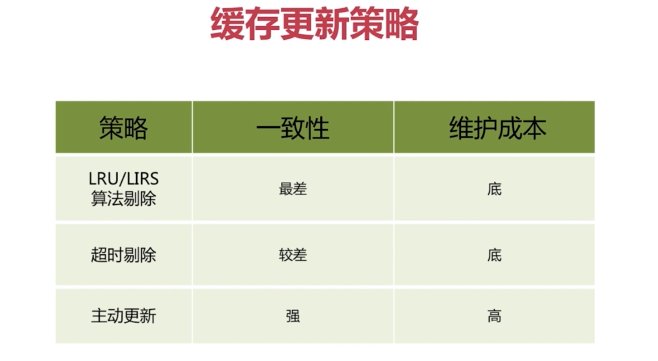 缓存更新策略
策略 一致性 维护成本
LRU/LIRS
算法剔除 最差 底
超时剔除 较差 底
主动更新 强 高